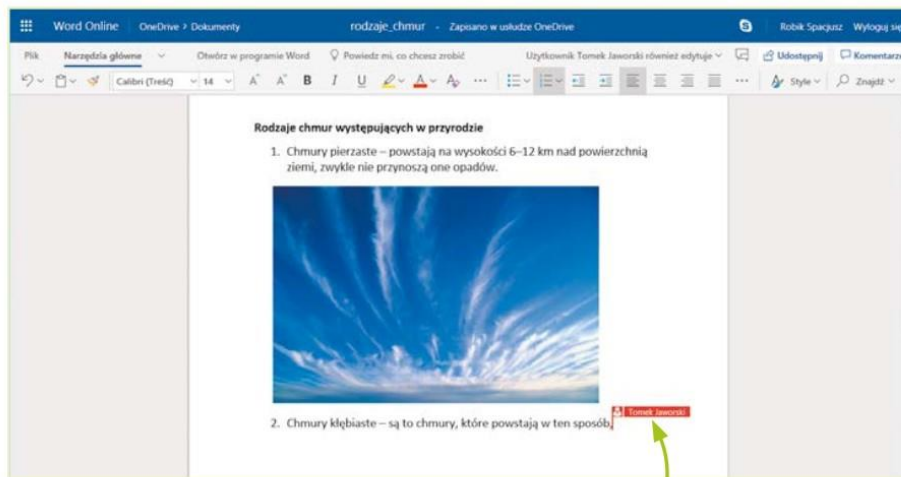 Word Online OneDrive > Dokumenty rodzaje_chmur - Zapisano w usłudze OneDrive Robik Spacjusz Wyloguj się
Plik Narzędzia główne Otwórz w programie Word Powiedz mi, co chcesz zrobić Użytkownik Tomek Jaworski również edytuje Udostępnij Komentarze
Calibri (Treść) 14 A A B I U A A ... Style Znajdź
Rodzaje chmur występujących w przyrodzie
1. Chmury pierzaste – powstają na wysokości 6–12 km nad powierzchnią
ziemi, zwykle nie przynoszą one opadów.
Tomek Jaworski
2. Chmury kłębiaste – są to chmury, które powstają w ten sposób,